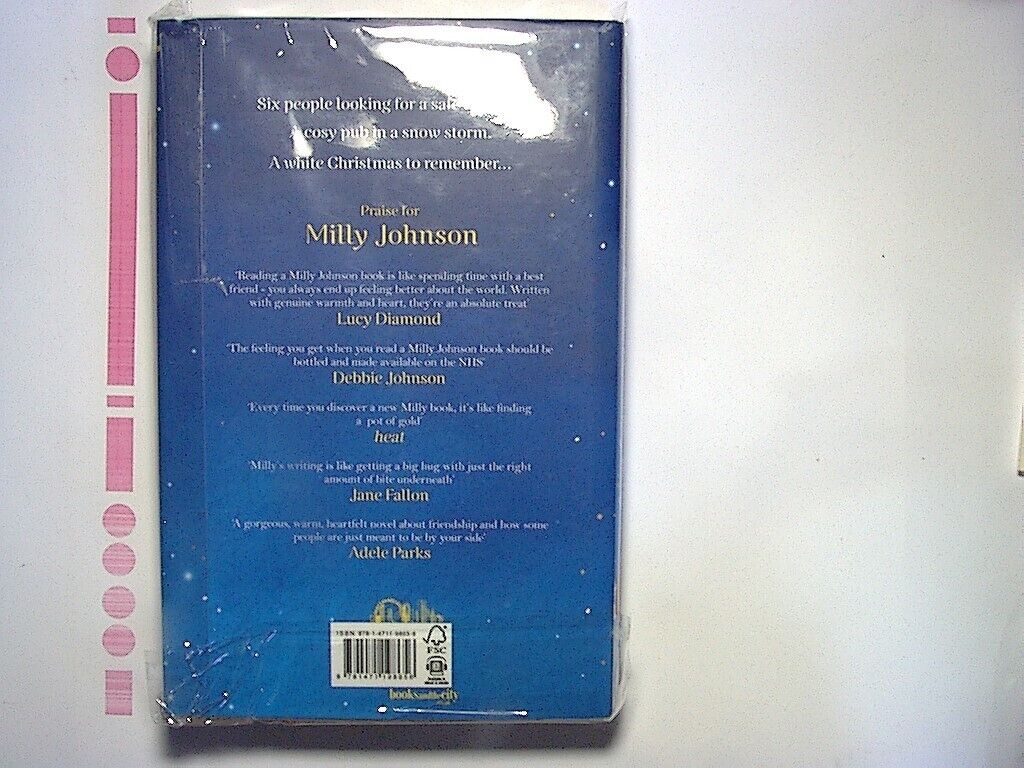 Six people looking for a safe
A cosy pub in a snow storm.
A white Christmas to remember...
Praise for
Milly Johnson
'Reading a Milly Johnson book is like spending time with a best
friend - you always end up feeling better about the world. Written
with genuine warmth and heart, they're an absolute treat'
Lucy Diamond
'The feeling you get when you read a Milly Johnson book should be
bottled and made available on the NHS'
Debbie Johnson
'Every time you discover a new Milly book, it's like finding
a pot of gold'
heat
'Milly's writing is like getting a big hug with just the right
amount of bite underneath'
Jane Fallon
'A gorgeous, warm, heartfelt novel about friendship and how some
people are just meant to be by your side'
Adele Parks
ISBN 978-1-4711-
FSC
booksandthecity